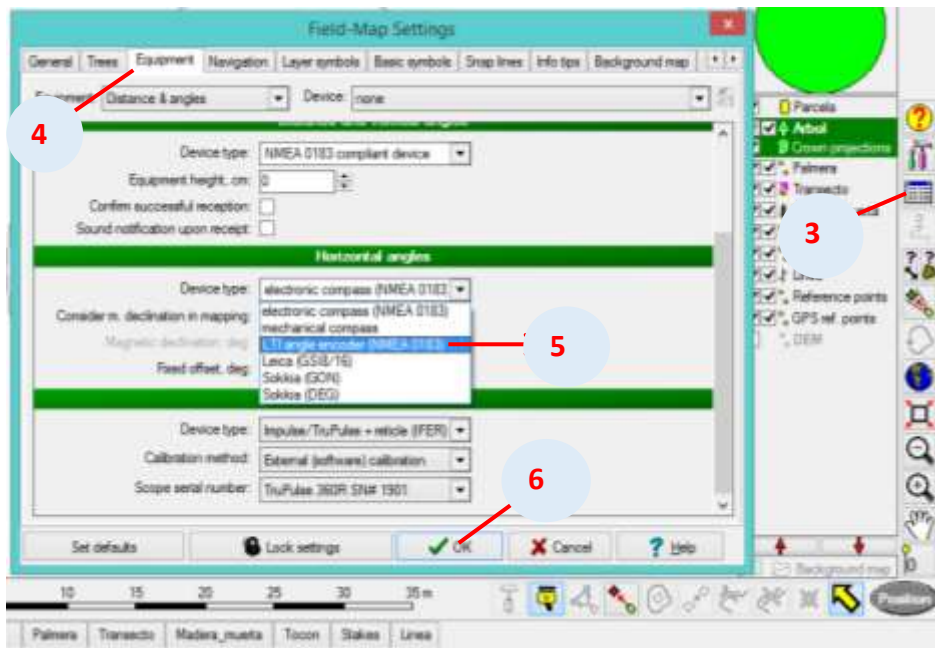 Field-Map Settings
General Trees Equipment Navigation Layer symbols Basic symbols Snap lines Info tips Background map
Distance & angles Device: none
4
Device type: NMEA 0183 compliant device
Equipment height, cm: 0
Confirm successful reception:
Sound notification upon receipt:
Horizontal angles
Device type: electronic compass (NMEA 0183
Consider m. declination in mapping:
electronic compass (NMEA 0183)
mechanical compass
Magnetic declination, deg:
LTI angle encoder (NMEA 0183)
5
Leica (GSI8/16)
Fixed offset, deg:
Sokkia (GON)
Sokkia (DEG)
Device type: Impulse/TruPulse + reticle (IFER)
Calibration method: External (software) calibration
Scope serial number: TruPulse 360R SN# 1901
6
Set defaults Lock settings OK Cancel ? Help
Parcela
Arbol
Crown projections
Palmera
Transecto
3
Reference points
GPS ref. points
DEM
Background map
10 15 20 25 30 35 m
Palmera Transecto Madera_muerta Tocon Stakes Linea